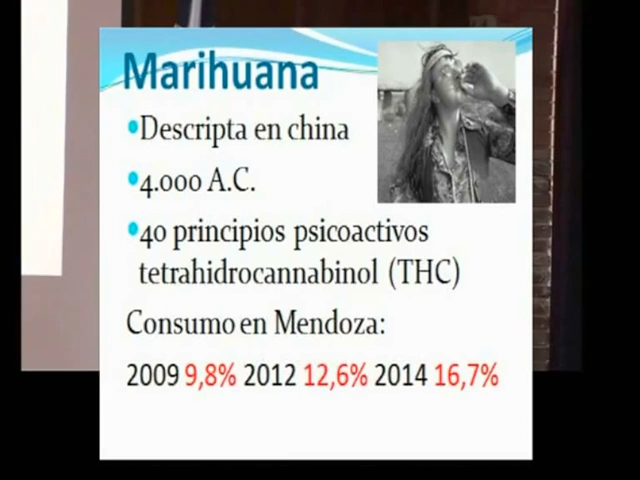 Marihuana
•Descripta en china
•4.000 A.C.
•40 principios psicoactivos
tetrahidrocannabinol (THC)
Consumo en Mendoza:
2009 9,8% 2012 12,6% 2014 16,7%